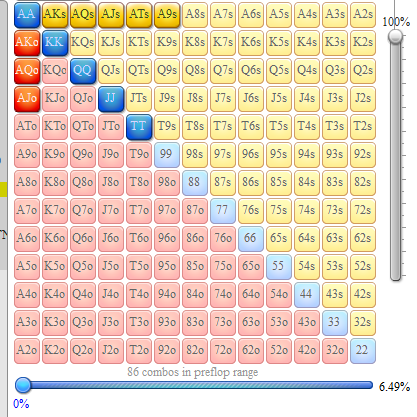 AA AKs AQs AJs ATs A9s A8s A7s A6s A5s A4s A3s A2s
100%
AKo KK KQs KJs KTs K9s K8s K7s K6s K5s K4s K3s K2s
AQo KQo QQ QJs QTs Q9s Q8s Q7s Q6s Q5s Q4s Q3s Q2s
AJo KJo QJo JJ JTs J9s J8s J7s J6s J5s J4s J3s J2s
ATo KTo QTo JTo TT T9s T8s T7s T6s T5s T4s T3s T2s
A9o K9o Q9o J9o T9o 99 98s 97s 96s 95s 94s 93s 92s
A8o K8o Q8o J8o T8o 98o 88 87s 86s 85s 84s 83s 82s
A7o K7o Q7o J7o T7o 97o 87o 77 76s 75s 74s 73s 72s
A6o K6o Q6o J6o T6o 96o 86o 76o 66 65s 64s 63s 62s
A5o K5o Q5o J5o T5o 95o 85o 75o 65o 55 54s 53s 52s
A4o K4o Q4o J4o T4o 94o 84o 74o 64o 54o 44 43s 42s
A3o K3o Q3o J3o T3o 93o 83o 73o 63o 53o 43o 33 32s
A2o K2o Q2o J2o T2o 92o 82o 72o 62o 52o 42o 32o 22
86 combos in preflop range
6.49%
0%